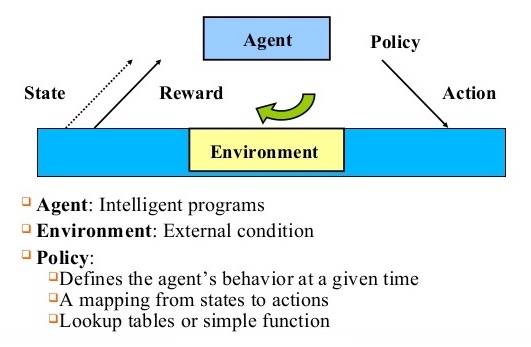 Agent
Policy
State
Reward
Action
Environment
Agent: Intelligent programs
Environment: External condition
Policy:
Defines the agent’s behavior at a given time
A mapping from states to actions
Lookup tables or simple function